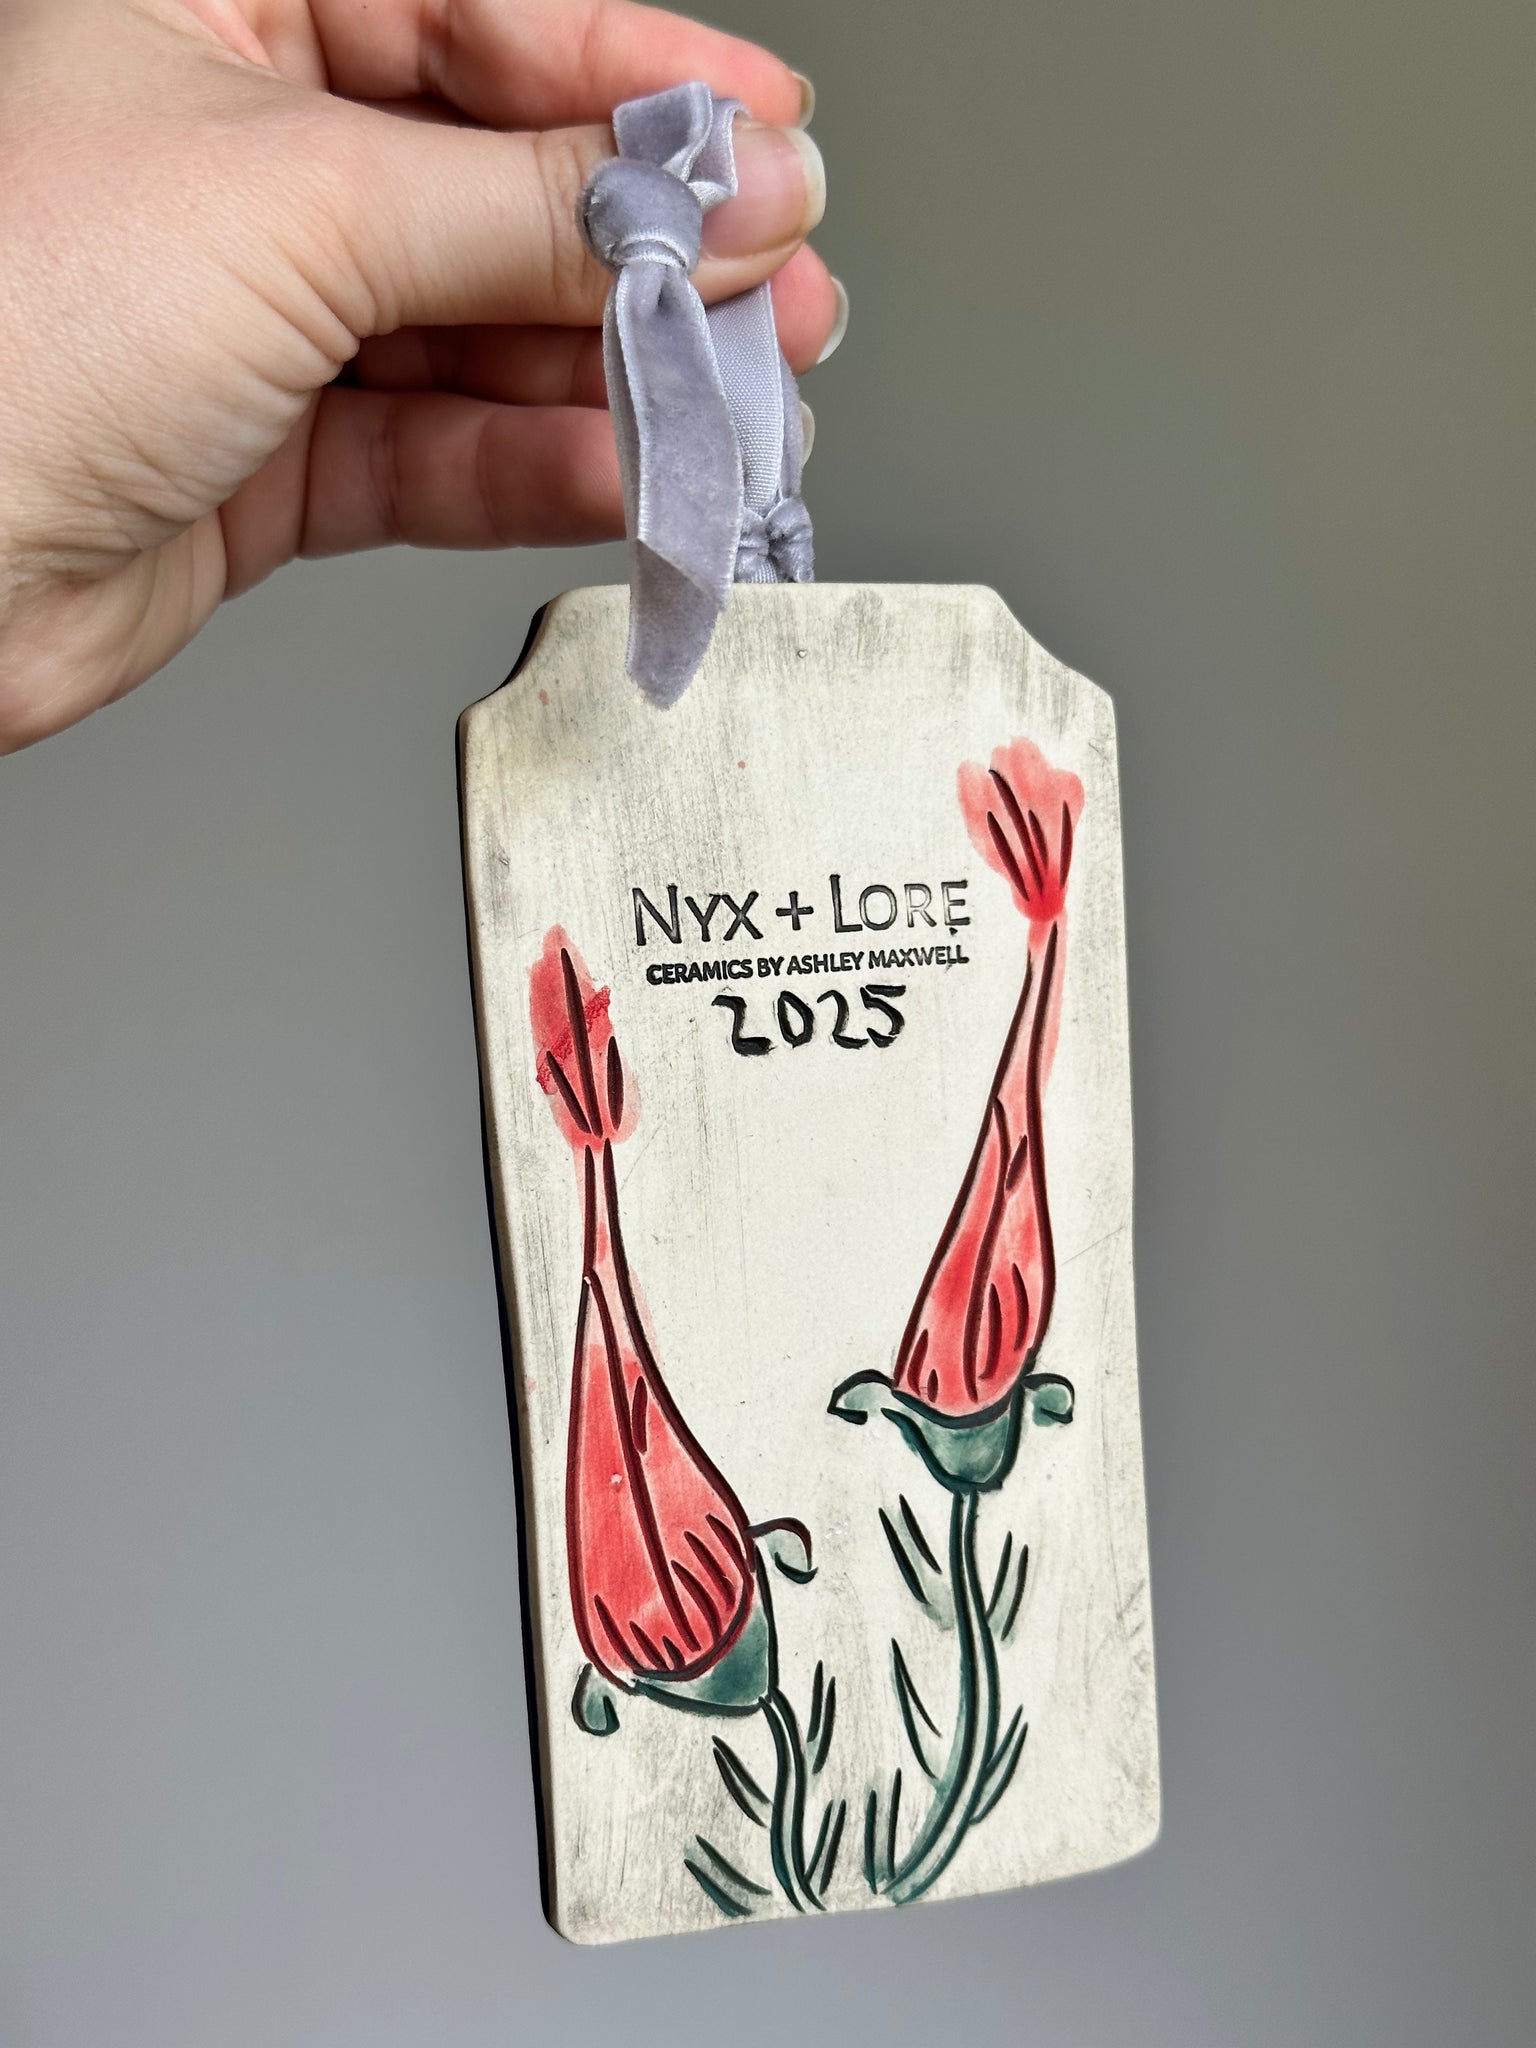 NYX + LORE
CERAMICS BY ASHLEY MAXWELL
2025